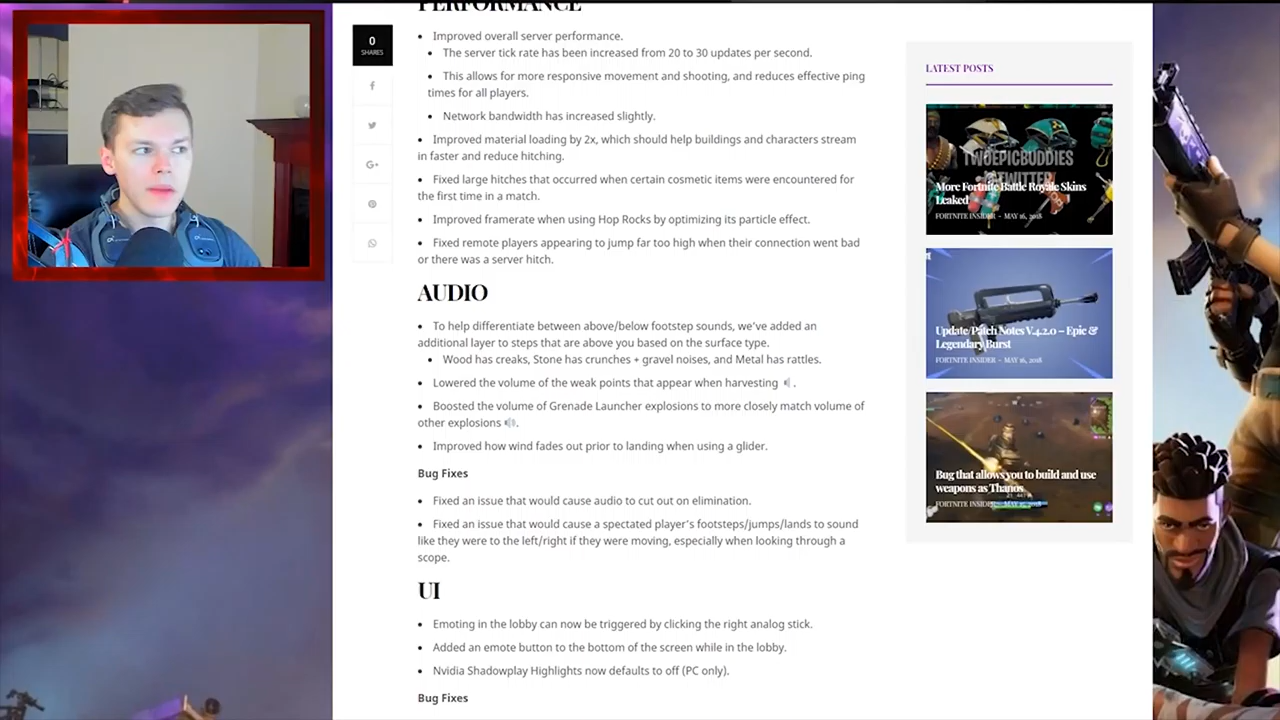 PERFORMANCE
0
SHARES
• Improved overall server performance.
• The server tick rate has been increased from 20 to 30 updates per second.
• This allows for more responsive movement and shooting, and reduces effective ping
times for all players.
• Network bandwidth has increased slightly.
• Improved material loading by 2x, which should help buildings and characters stream
in faster and reduce hitching.
• Fixed large hitches that occurred when certain cosmetic items were encountered for
the first time in a match.
• Improved framerate when using Hop Rocks by optimizing its particle effect.
• Fixed remote players appearing to jump far too high when their connection went bad
or there was a server hitch.
AUDIO
• To help differentiate between above/below footstep sounds, we've added an
additional layer to steps that are above you based on the surface type.
• Wood has creaks, Stone has crunches + gravel noises, and Metal has rattles.
• Lowered the volume of the weak points that appear when harvesting 🔈.
• Boosted the volume of Grenade Launcher explosions to more closely match volume of
other explosions 🔊.
• Improved how wind fades out prior to landing when using a glider.
Bug Fixes
• Fixed an issue that would cause audio to cut out on elimination.
• Fixed an issue that would cause a spectated player's footsteps/jumps/lands to sound
like they were to the left/right if they were moving, especially when looking through a
scope.
UI
• Emoting in the lobby can now be triggered by clicking the right analog stick.
• Added an emote button to the bottom of the screen while in the lobby.
• Nvidia Shadowplay Highlights now defaults to off (PC only).
Bug Fixes
LATEST POSTS
TWOEPICBUDDIES
TWITTER
More Fortnite Battle Royale Skins
Leaked
FORTNITE INSIDER - MAY 16, 2018
Update/Patch Notes V.4.2.0 – Epic &
Legendary Burst
FORTNITE INSIDER - MAY 16, 2018
Bug that allows you to build and use
weapons as Thanos
FORTNITE INSIDER - MAY 16, 2018